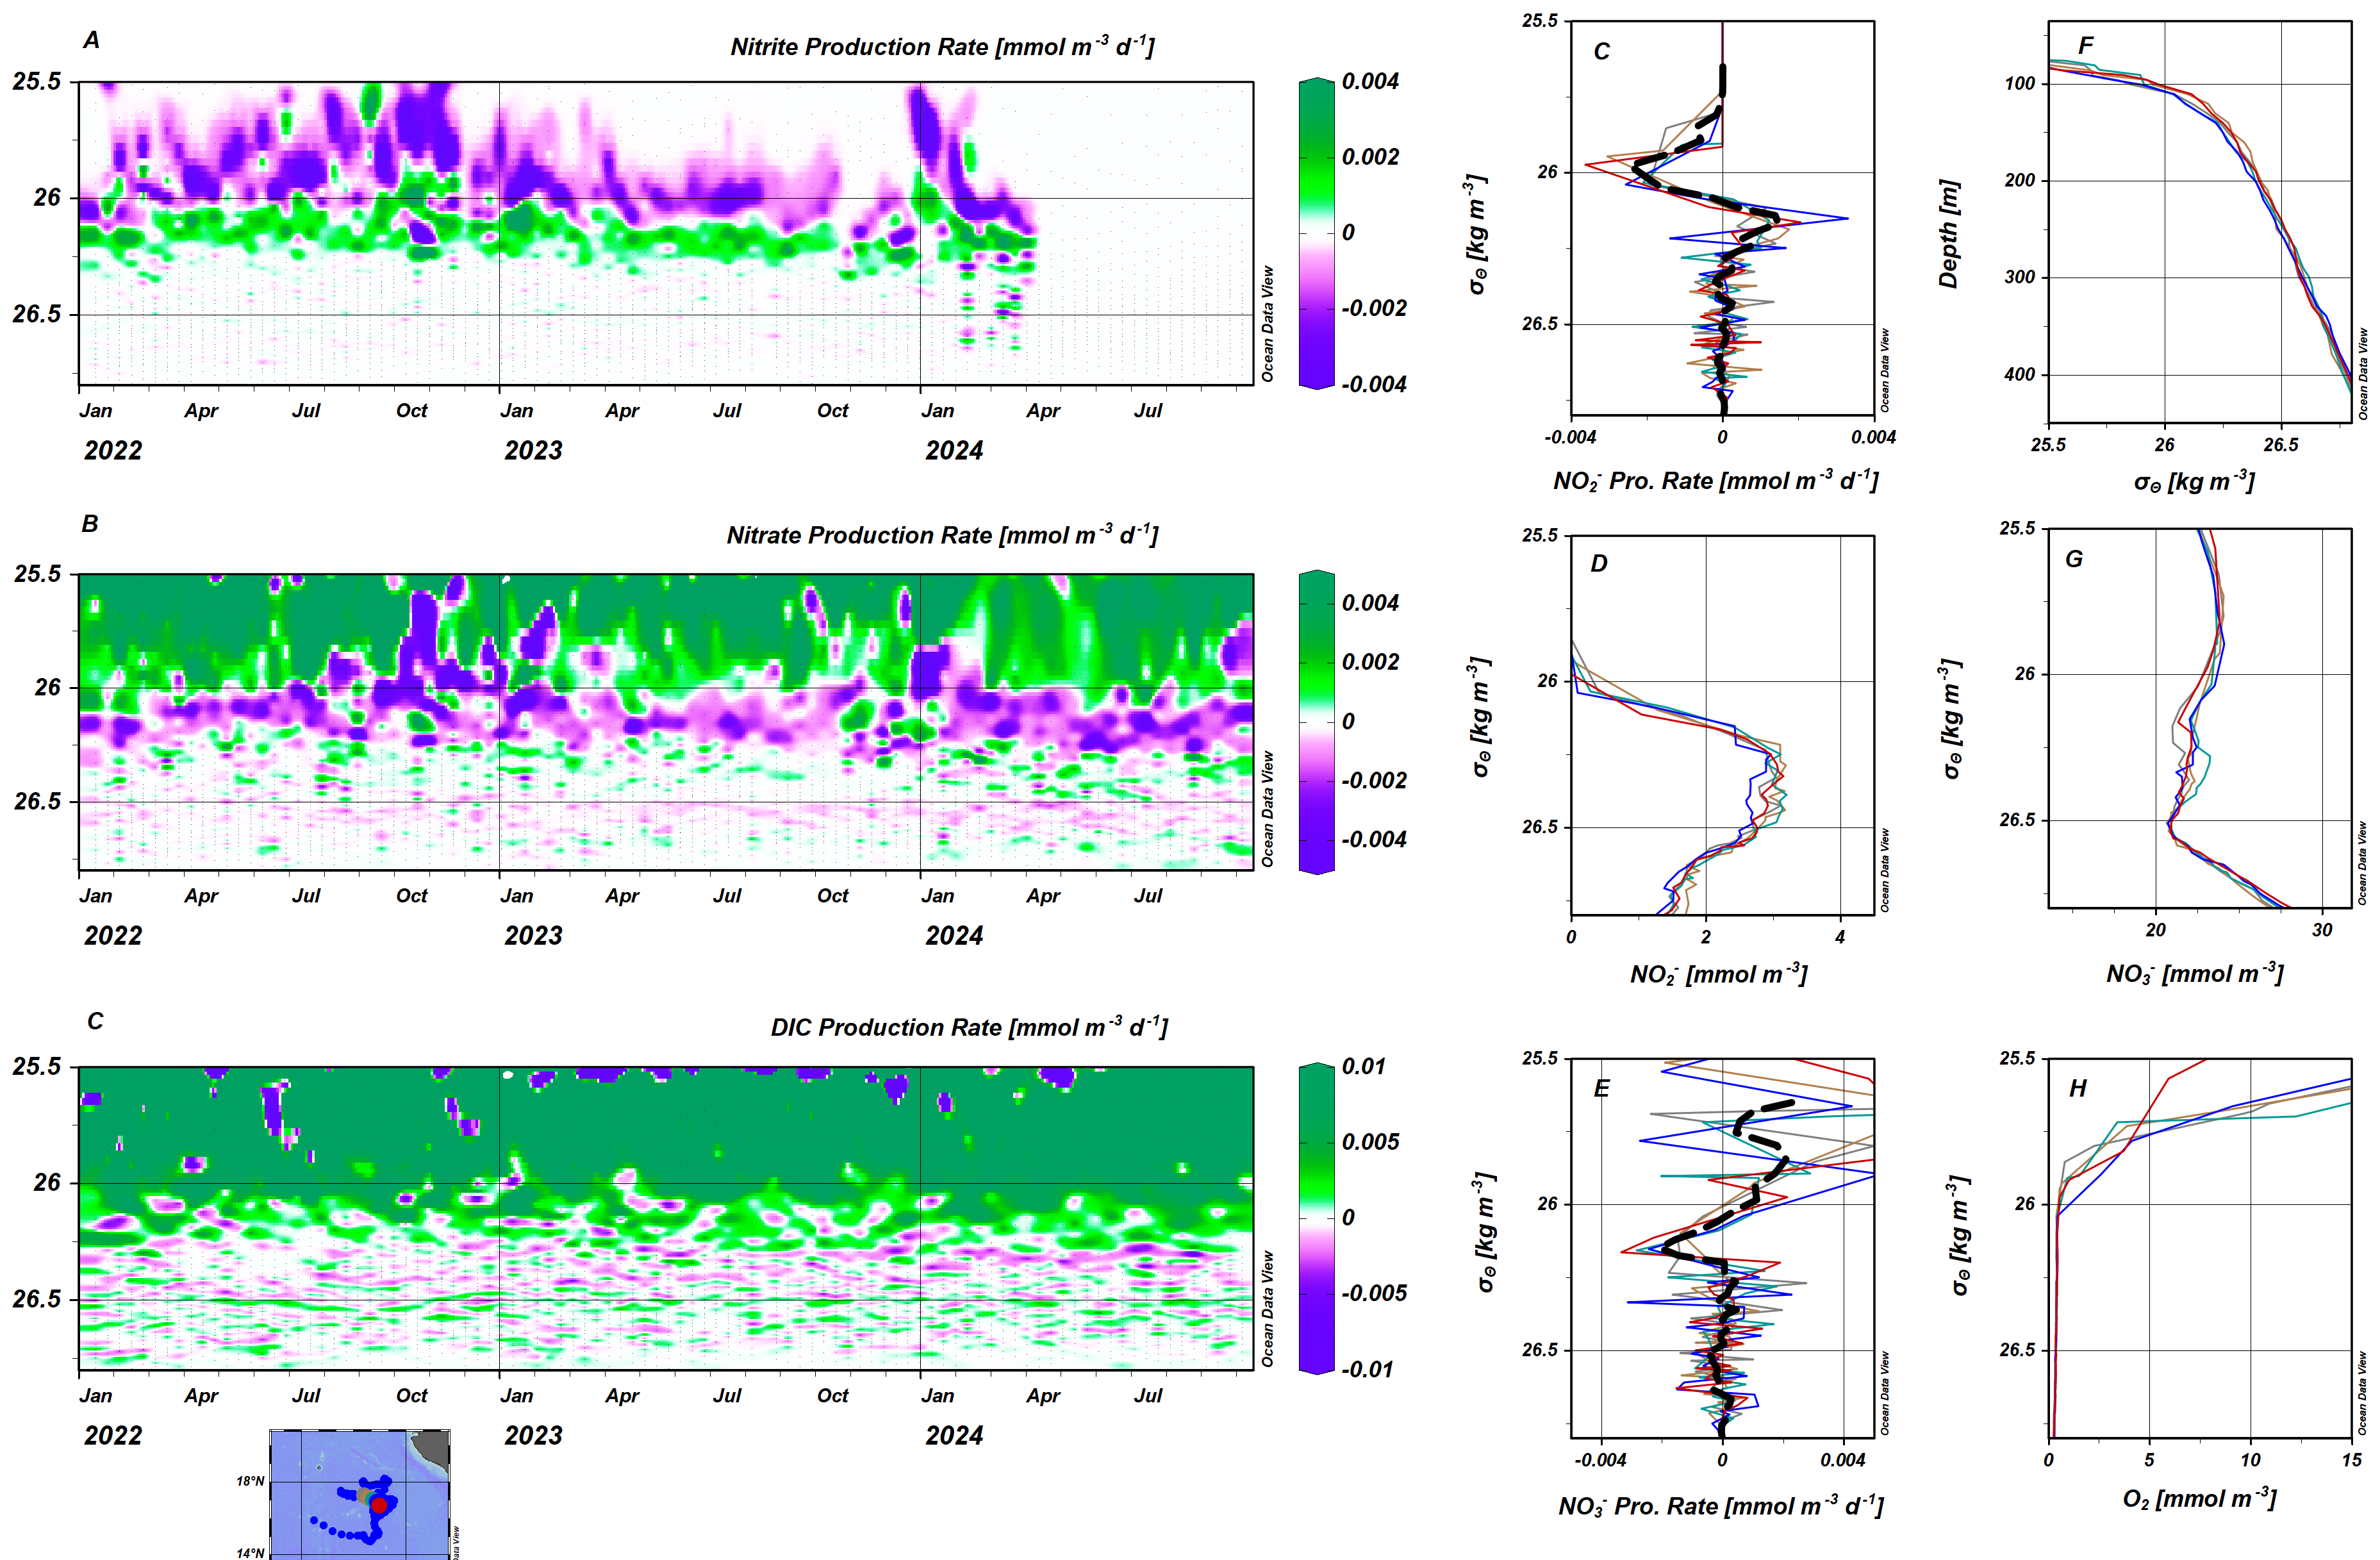 A
Nitrite Production Rate [mmol m⁻³ d⁻¹]
25.5
26
26.5
Jan Apr Jul Oct Jan Apr Jul Oct Jan Apr Jul
2022 2023 2024
Ocean Data View
0.004
0.002
0
-0.002
-0.004
B
Nitrate Production Rate [mmol m⁻³ d⁻¹]
25.5
26
26.5
Jan Apr Jul Oct Jan Apr Jul Oct Jan Apr Jul
2022 2023 2024
Ocean Data View
0.004
0.002
0
-0.002
-0.004
C
DIC Production Rate [mmol m⁻³ d⁻¹]
25.5
26
26.5
Jan Apr Jul Oct Jan Apr Jul Oct Jan Apr Jul
2022 2023 2024
Ocean Data View
0.01
0.005
0
-0.005
-0.01
18°N
14°N
Data View
C
25.5
26
26.5
σΘ [kg m⁻³]
-0.004 0 0.004
NO₂⁻ Pro. Rate [mmol m⁻³ d⁻¹]
Ocean Data View
F
100
200
300
400
Depth [m]
25.5 26 26.5
σΘ [kg m⁻³]
Ocean Data View
D
25.5
26
26.5
σΘ [kg m⁻³]
0 2 4
NO₂⁻ [mmol m⁻³]
Ocean Data View
G
25.5
26
26.5
σΘ [kg m⁻³]
20 30
NO₃⁻ [mmol m⁻³]
Ocean Data View
E
25.5
26
26.5
σΘ [kg m⁻³]
-0.004 0 0.004
NO₃⁻ Pro. Rate [mmol m⁻³ d⁻¹]
Ocean Data View
H
25.5
26
26.5
σΘ [kg m⁻³]
0 5 10 15
O₂ [mmol m⁻³]
Ocean Data View